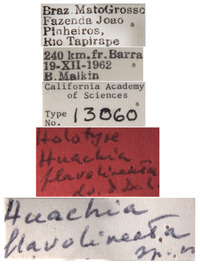 Braz. MatoGrosso
Fazenda Joao
Pinheiros,
Rio Tapirape
240 km.fr.Barra
19-XII-1962
B. Malkin
California Academy
of Sciences
Type
No. 13060
Holotype
Huachia
flavolineata
Huachia
flavolineata
sp. n